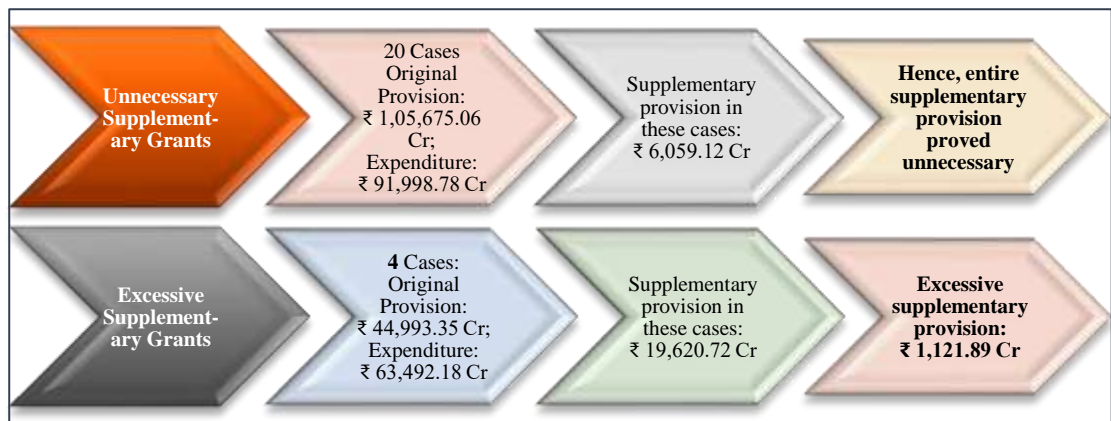 Unnecessary
Supplement-
ary Grants
20 Cases
Original
Provision:
₹ 1,05,675.06
Cr;
Expenditure:
₹ 91,998.78 Cr
Supplementary
provision in
these cases:
₹ 6,059.12 Cr
Hence, entire
supplementary
provision
proved
unnecessary
Excessive
Supplement-
ary Grants
4 Cases:
Original
Provision:
₹ 44,993.35 Cr;
Expenditure:
₹ 63,492.18 Cr
Supplementary
provision in
these cases:
₹ 19,620.72 Cr
Excessive
supplementary
provision:
₹ 1,121.89 Cr